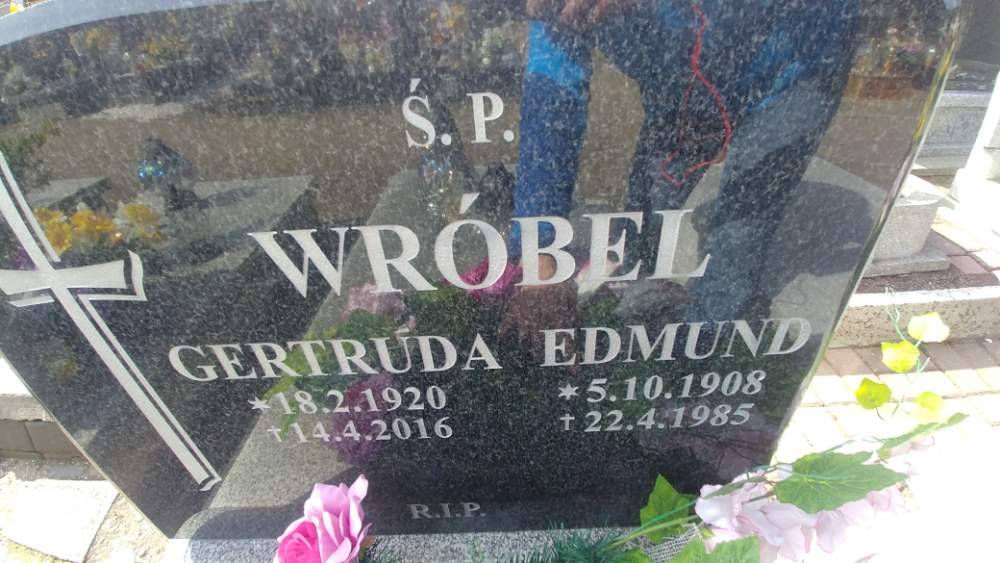 Ś. P.
WRÓBEL
GERTRUDA EDMUND
✶18.2.1920 ✶5.10.1908
†14.4.2016 †22.4.1985
R.I.P.